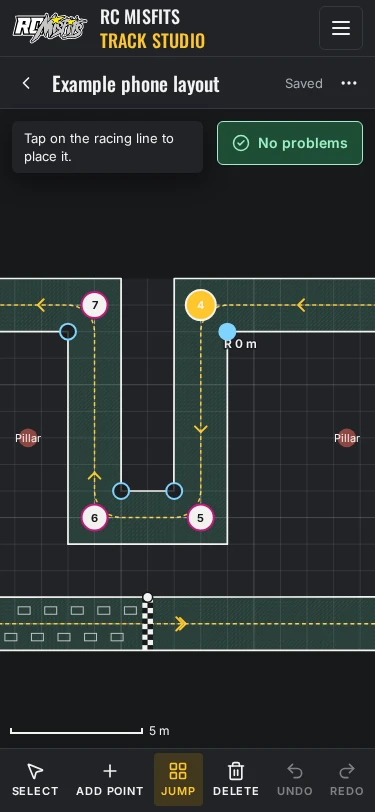 RC Misfits
RC MISFITS
TRACK STUDIO
Example phone layout
Saved
Tap on the racing line to
place it.
No problems
7
4
R 0 m
Pillar
Pillar
6
5
5 m
SELECT
ADD POINT
JUMP
DELETE
UNDO
REDO